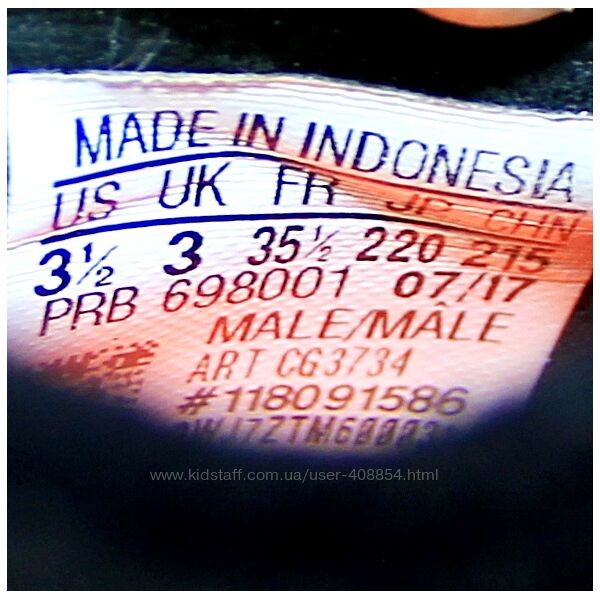 MADE IN INDONESIA
US UK FR JP CHN
3½ 3 35½ 220 215
PRB 698001 07/17
MALE/MÂLE
ART CG3734
#118091586
www.kidstaff.com.ua/user-408854.html